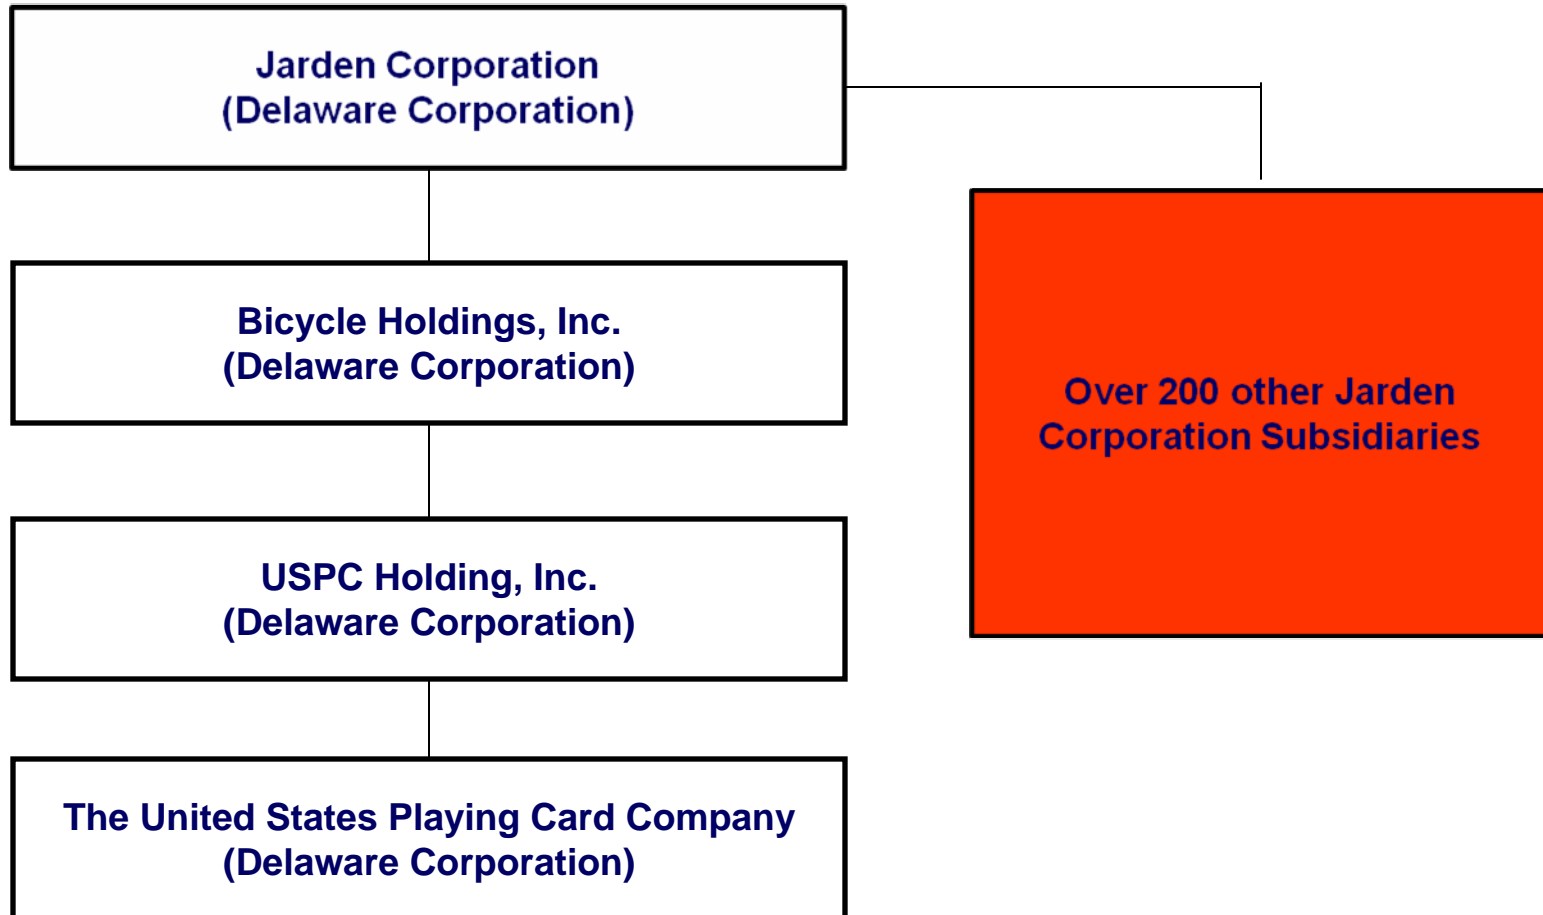 Jarden Corporation
(Delaware Corporation)
Bicycle Holdings, Inc.
(Delaware Corporation)
Over 200 other Jarden
Corporation Subsidiaries
USPC Holding, Inc.
(Delaware Corporation)
The United States Playing Card Company
(Delaware Corporation)